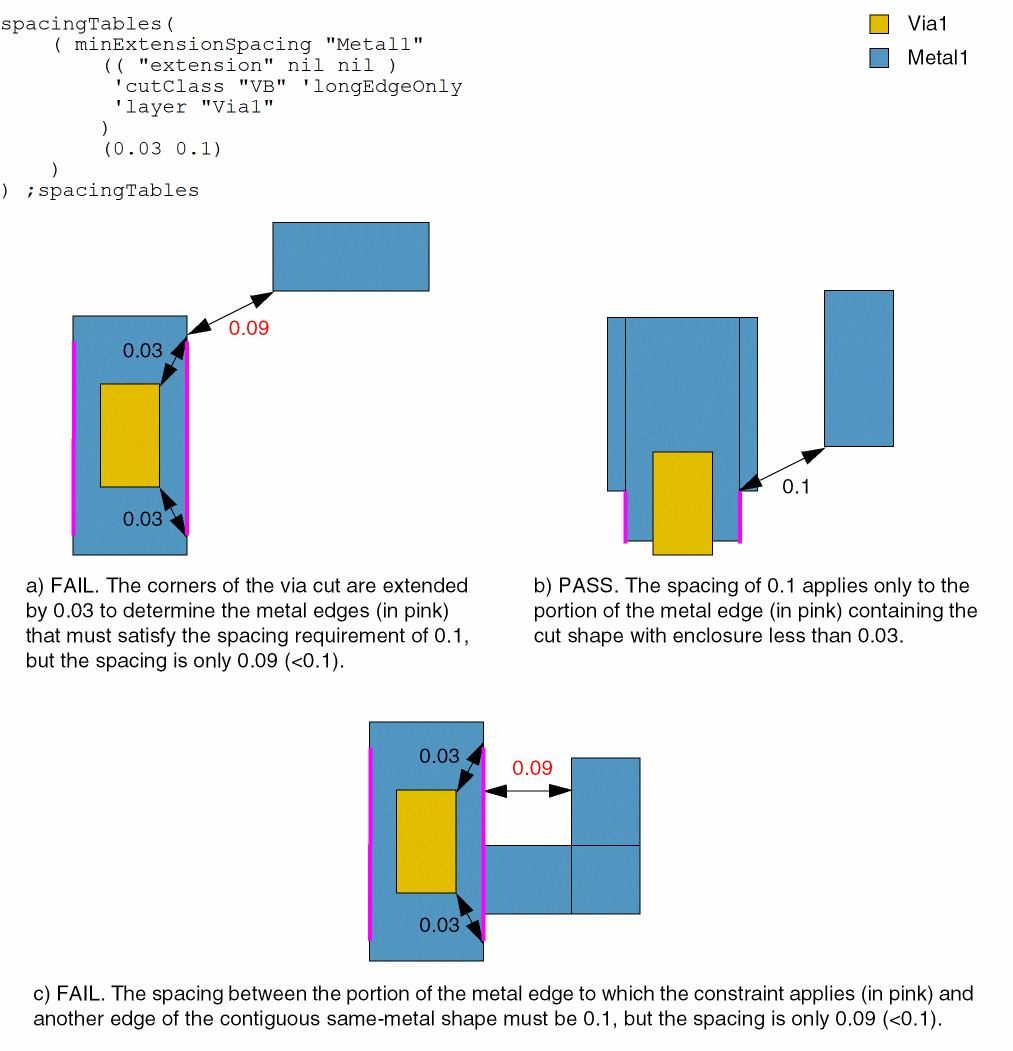 spacingTables(
( minExtensionSpacing "Metal1"
(( "extension" nil nil )
'cutClass "VB" 'longEdgeOnly
'layer "Via1"
)
(0.03 0.1)
)
) ;spacingTables
Via1
Metal1
0.09
0.03
0.03
0.1
a) FAIL. The corners of the via cut are extended
by 0.03 to determine the metal edges (in pink)
that must satisfy the spacing requirement of 0.1,
but the spacing is only 0.09 (<0.1).
b) PASS. The spacing of 0.1 applies only to the
portion of the metal edge (in pink) containing the
cut shape with enclosure less than 0.03.
0.03
0.09
0.03
c) FAIL. The spacing between the portion of the metal edge to which the constraint applies (in pink) and
another edge of the contiguous same-metal shape must be 0.1, but the spacing is only 0.09 (<0.1).